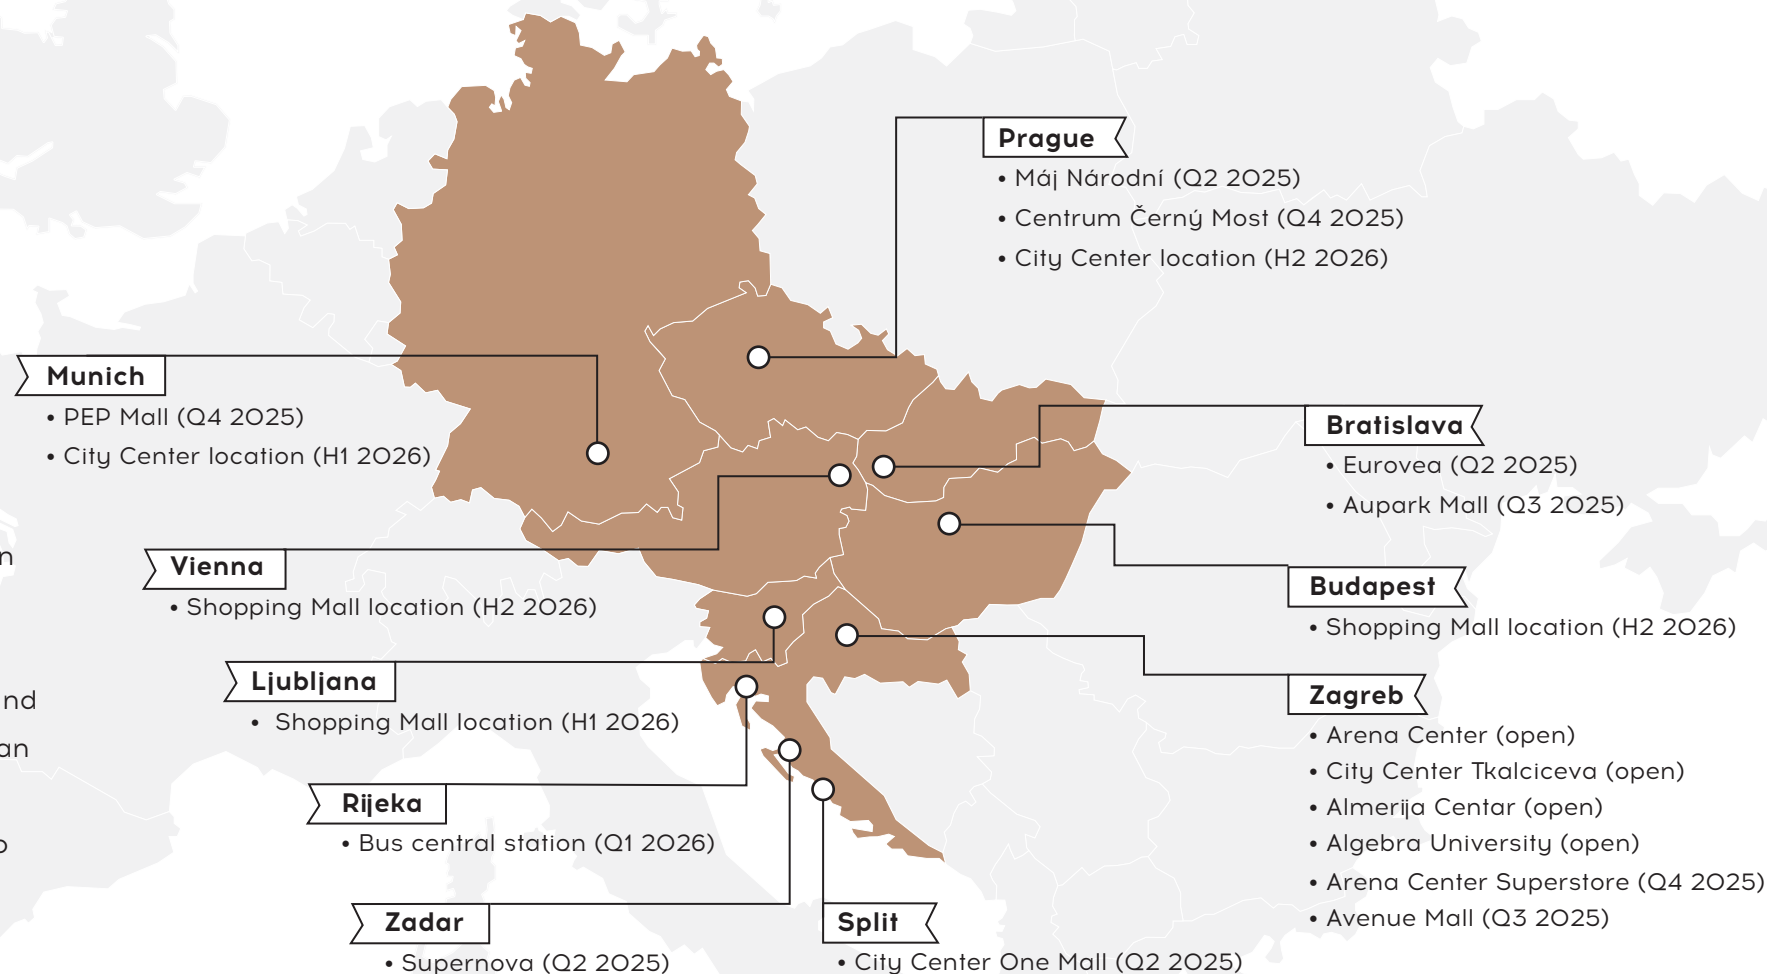 Prague
• Máj Národní (Q2 2025)
• Centrum Černý Most (Q4 2025)
• City Center location (H2 2026)
Munich
• PEP Mall (Q4 2025)
• City Center location (H1 2026)
Bratislava
• Eurovea (Q2 2025)
• Aupark Mall (Q3 2025)
Vienna
• Shopping Mall location (H2 2026)
Budapest
• Shopping Mall location (H2 2026)
Ljubljana
• Shopping Mall location (H1 2026)
Zagreb
• Arena Center (open)
• City Center Tkalciceva (open)
• Almerija Centar (open)
• Algebra University (open)
• Arena Center Superstore (Q4 2025)
• Avenue Mall (Q3 2025)
Rijeka
• Bus central station (Q1 2026)
Zadar
• Supernova (Q2 2025)
Split
• City Center One Mall (Q2 2025)